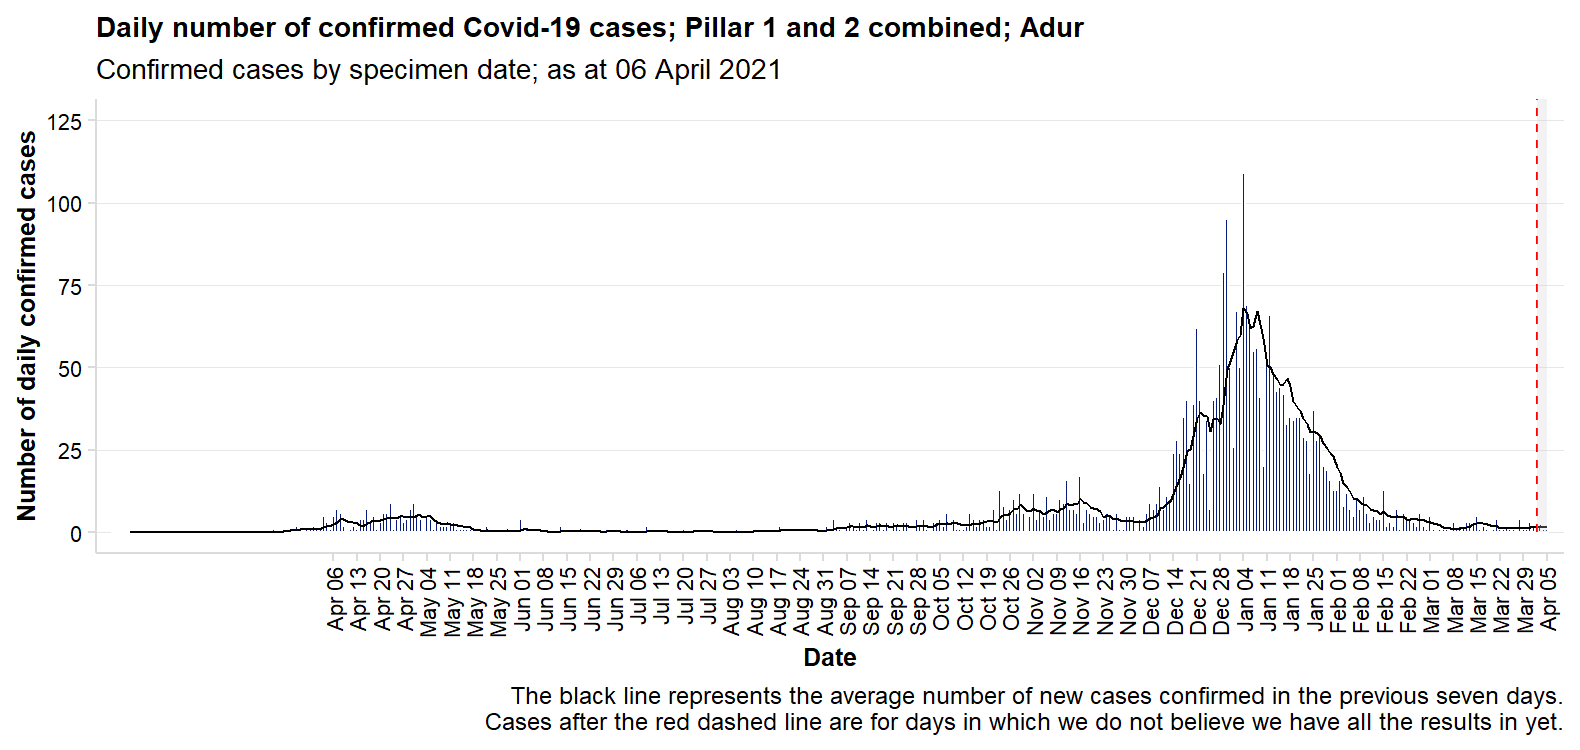 Daily number of confirmed Covid-19 cases; Pillar 1 and 2 combined; Adur
Confirmed cases by specimen date; as at 06 April 2021
Number of daily confirmed cases
125
100
75
50
25
0
Apr 06
Apr 13
Apr 20
Apr 27
May 04
May 11
May 18
May 25
Jun 01
Jun 08
Jun 15
Jun 22
Jun 29
Jul 06
Jul 13
Jul 20
Jul 27
Aug 03
Aug 10
Aug 17
Aug 24
Aug 31
Sep 07
Sep 14
Sep 21
Sep 28
Oct 05
Oct 12
Oct 19
Oct 26
Nov 02
Nov 09
Nov 16
Nov 23
Nov 30
Dec 07
Dec 14
Dec 21
Dec 28
Jan 04
Jan 11
Jan 18
Jan 25
Feb 01
Feb 08
Feb 15
Feb 22
Mar 01
Mar 08
Mar 15
Mar 22
Mar 29
Apr 05
Date
The black line represents the average number of new cases confirmed in the previous seven days.
Cases after the red dashed line are for days in which we do not believe we have all the results in yet.